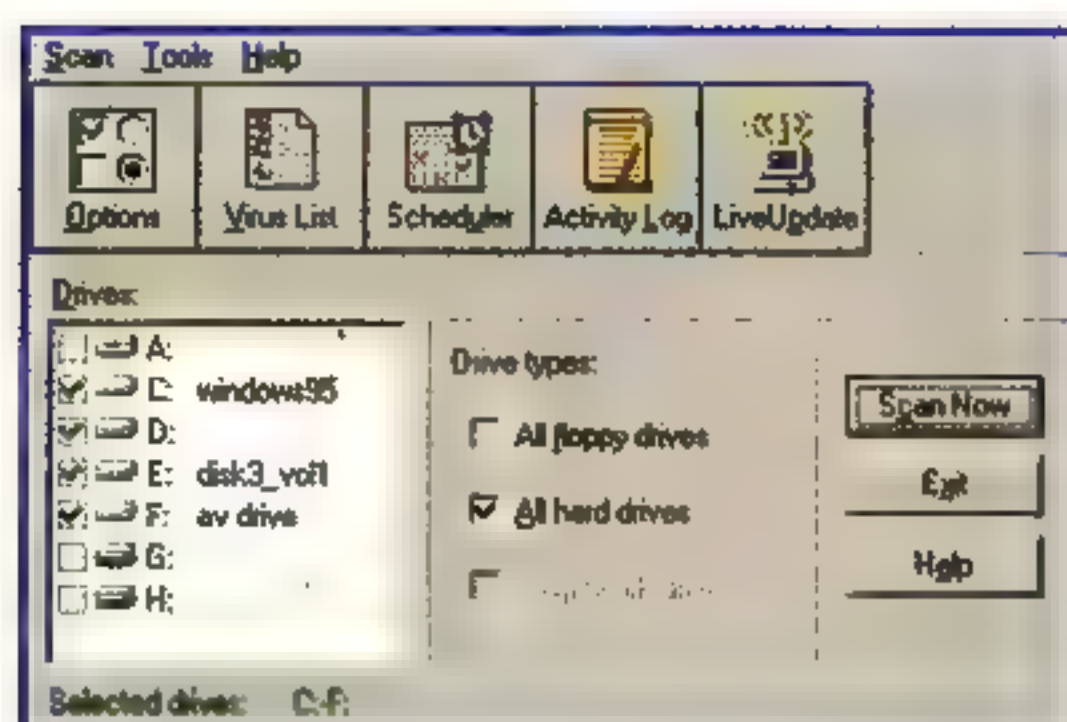 Scan Tools Help
Options Virus List Scheduler Activity Log LiveUpdate
Drives:
A:
C: windows95
D:
E: disk3_vol1
F: av drive
G:
H:
Drive types:
All floppy drives
All hard drives
Scan Now
Exit
Help
Selected drives: C:-F: